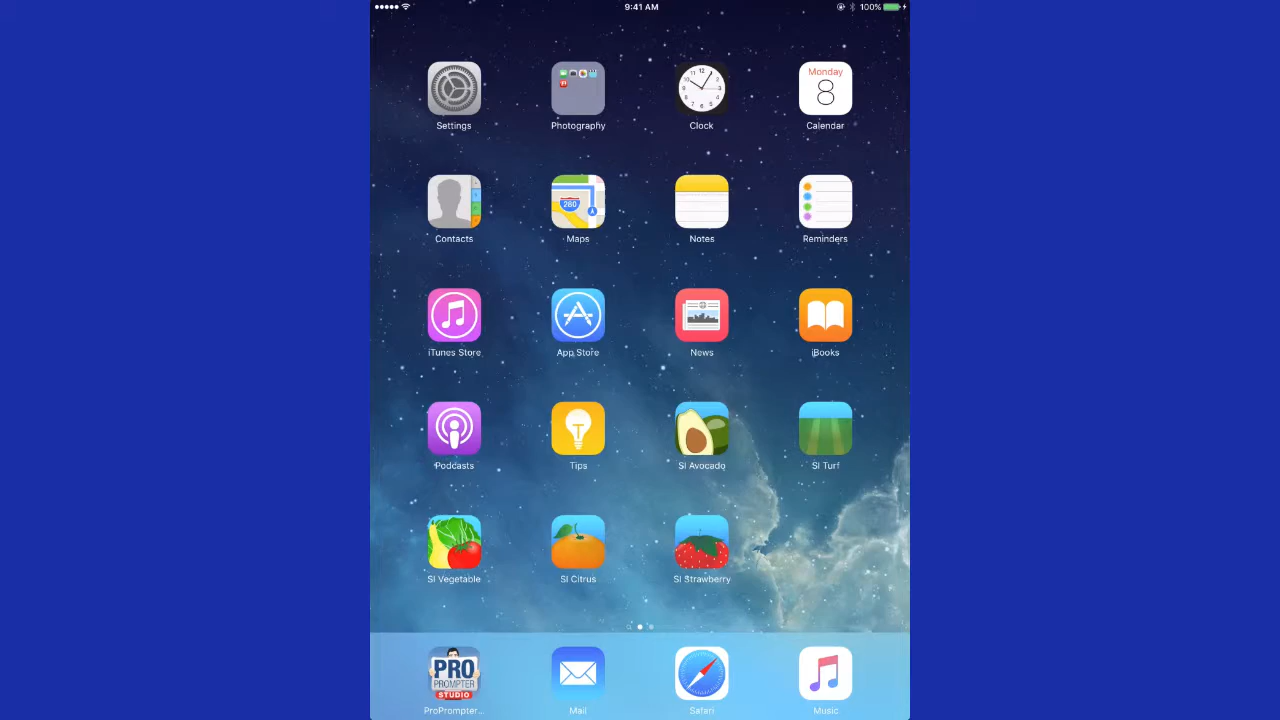 9:41 AM
100%
Settings
Photography
Clock
Monday
8
Calendar
Contacts
280
Maps
Notes
Reminders
iTunes Store
App Store
News
iBooks
Podcasts
Tips
SI Avocado
SI Turf
SI Vegetable
SI Citrus
SI Strawberry
PRO
PROMPTER
STUDIO
ProPrompter...
Mail
Safari
Music